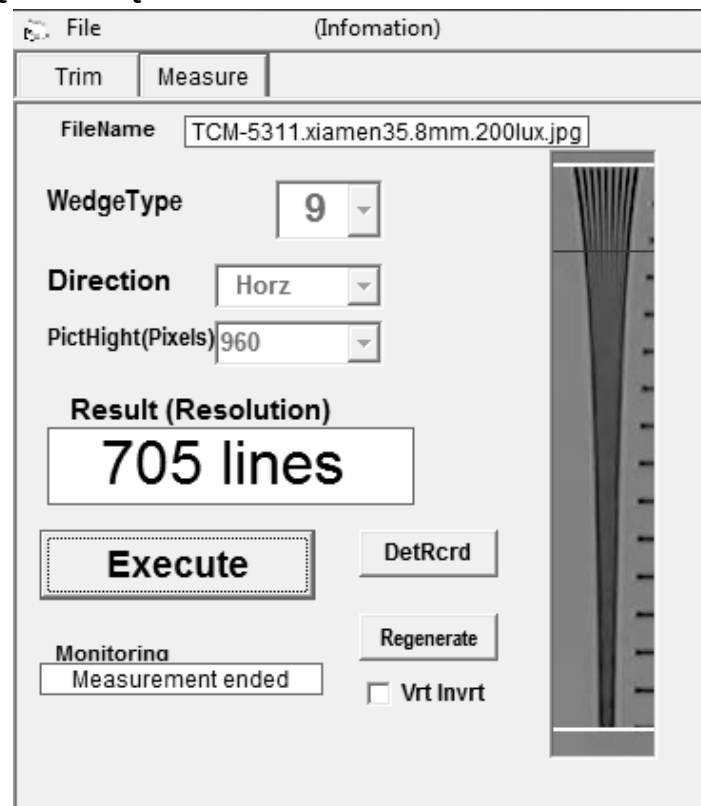 File (Infomation)
Trim Measure
FileName TCM-5311.xiamen35.8mm.200lux.jpg
WedgeType 9
Direction Horz
PictHight(Pixels) 960
Result (Resolution)
705 lines
Execute DetRcrd
Regenerate
Monitoring
Measurement ended
Vrt Invrt